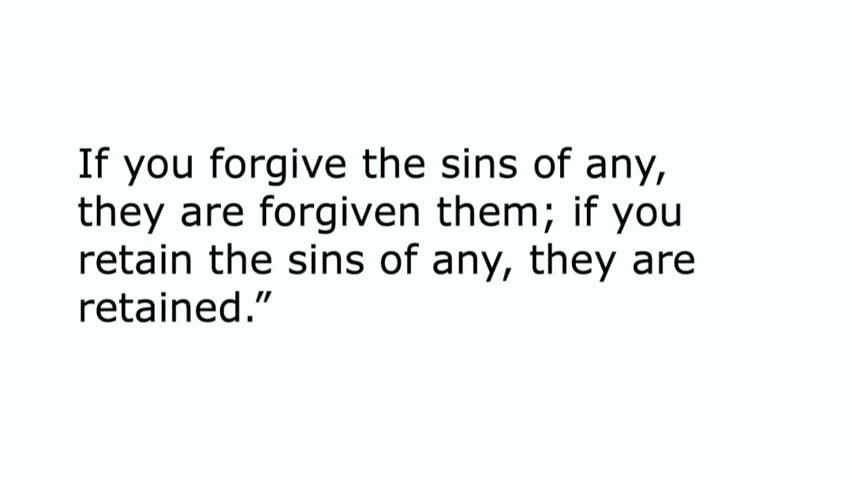 If you forgive the sins of any,
they are forgiven them; if you
retain the sins of any, they are
retained.”